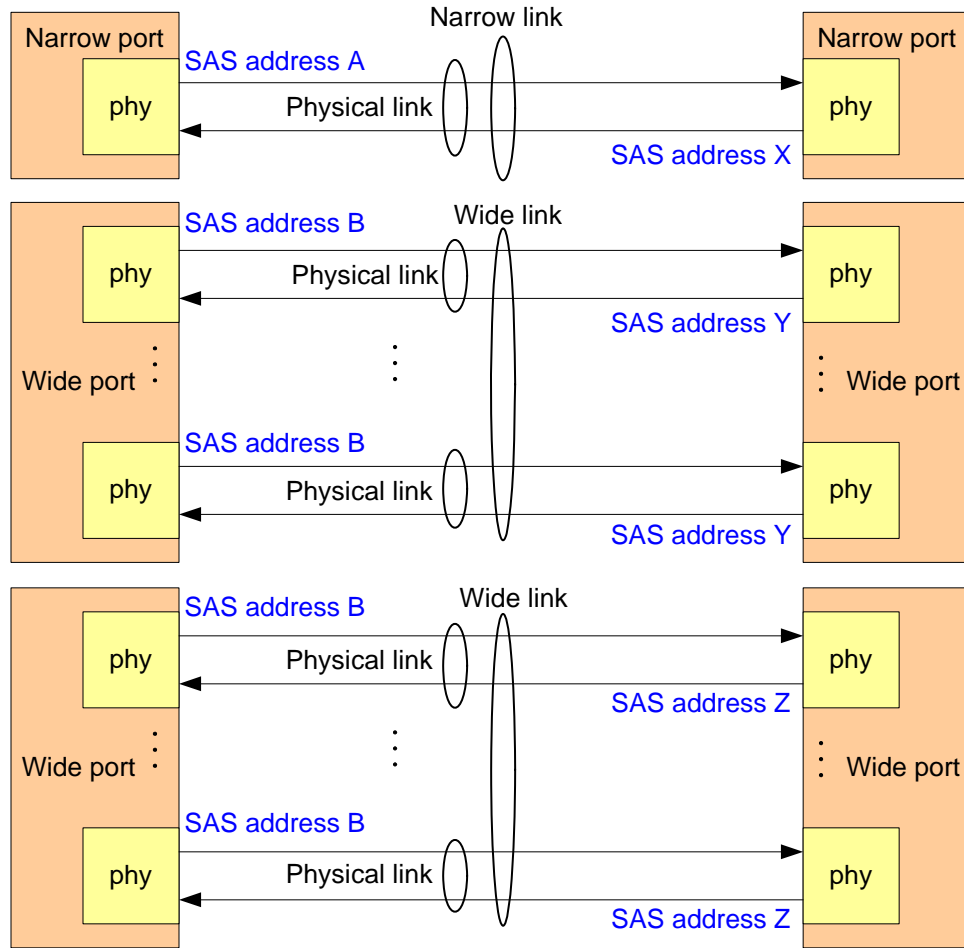 Narrow link
Narrow port
Narrow port
SAS address A
phy
Physical link
phy
SAS address X
Wide link
SAS address B
phy
Physical link
phy
SAS address Y
Wide port
Wide port
SAS address B
phy
Physical link
phy
SAS address Y
Wide link
SAS address B
phy
Physical link
phy
SAS address Z
Wide port
Wide port
SAS address B
phy
Physical link
phy
SAS address Z